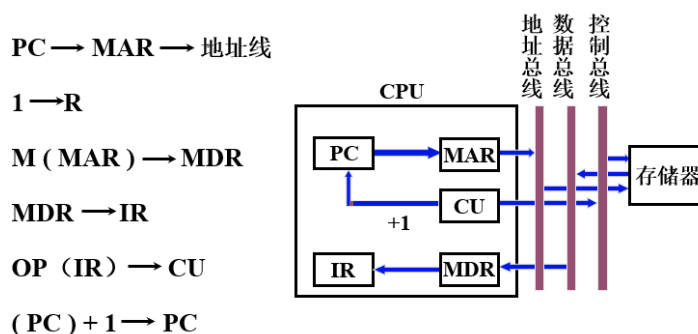 PC → MAR → 地址线
1 → R
M ( MAR ) → MDR
MDR → IR
OP（IR）→ CU
( PC ) + 1 → PC
地址总线
数据总线
控制总线
CPU
PC
MAR
存储器
CU
+1
IR
MDR